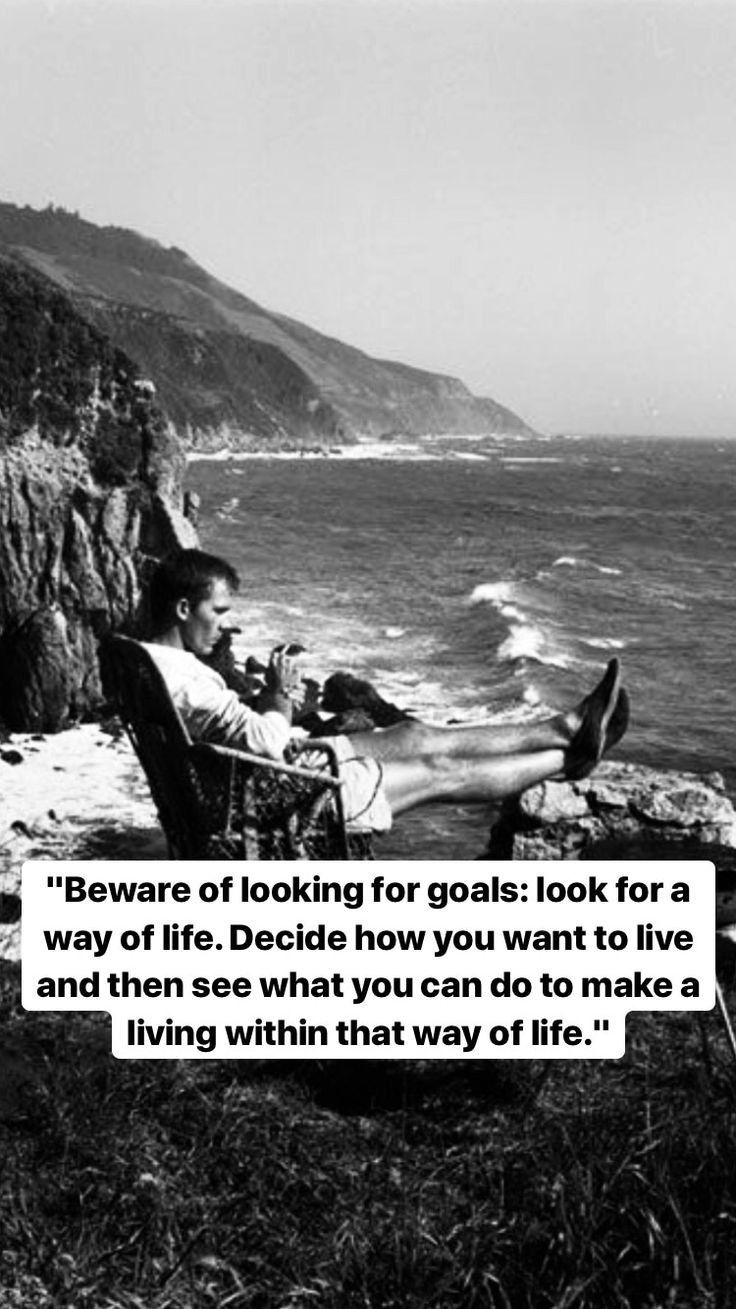 "Beware of looking for goals: look for a
way of life. Decide how you want to live
and then see what you can do to make a
living within that way of life."